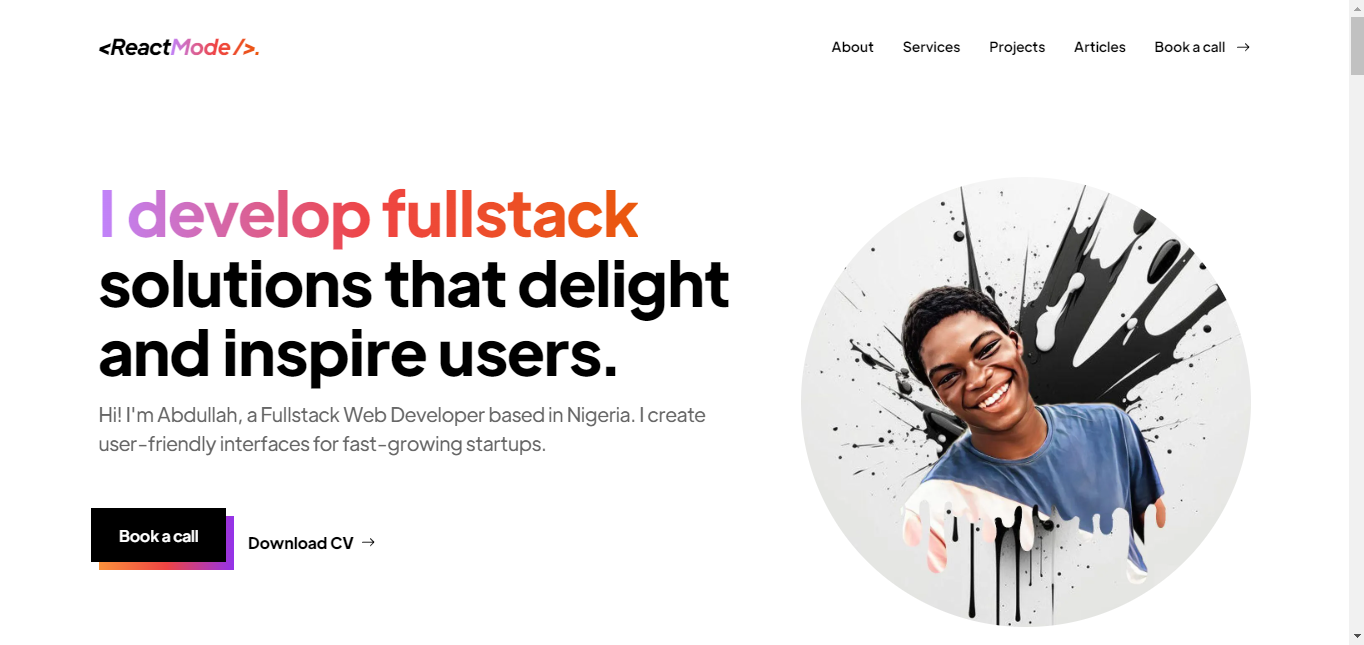 <ReactMode />.
About Services Projects Articles Book a call →
I develop fullstack
solutions that delight
and inspire users.
Hi! I'm Abdullah, a Fullstack Web Developer based in Nigeria. I create
user-friendly interfaces for fast-growing startups.
Book a call
Download CV →